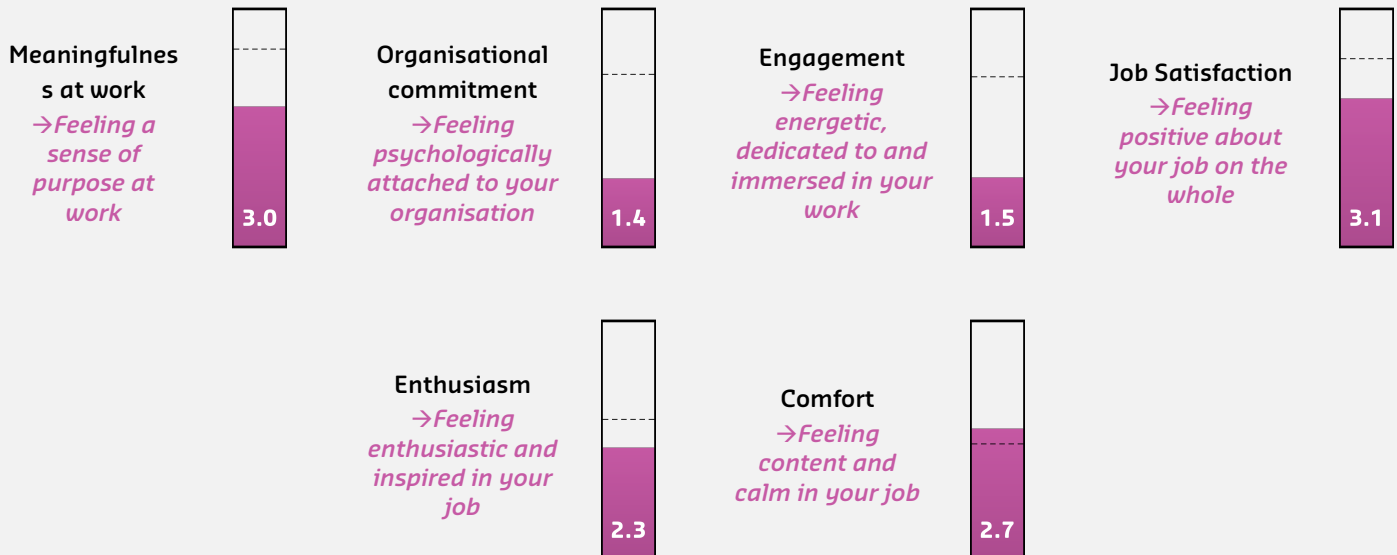 Meaningfulnes
s at work
→Feeling a
sense of
purpose at
work
3.0
Organisational
commitment
→Feeling
psychologically
attached to your
organisation
1.4
Engagement
→Feeling
energetic,
dedicated to and
immersed in your
work
1.5
Job Satisfaction
→Feeling
positive about
your job on the
whole
3.1
Enthusiasm
→Feeling
enthusiastic and
inspired in your
job
2.3
Comfort
→Feeling
content and
calm in your job
2.7